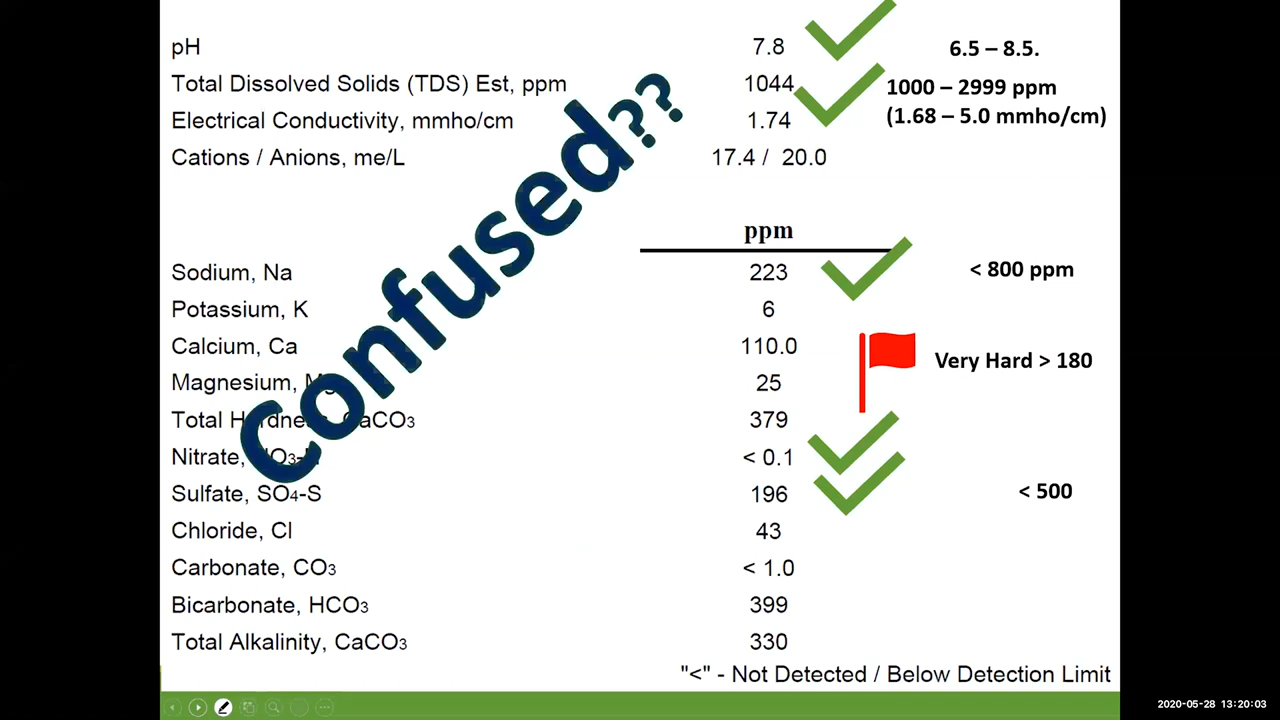 pH 7.8 6.5 – 8.5.
Total Dissolved Solids (TDS) Est, ppm 1044 1000 – 2999 ppm
Electrical Conductivity, mmho/cm 1.74 (1.68 – 5.0 mmho/cm)
Cations / Anions, me/L 17.4 / 20.0
Confused??
ppm
Sodium, Na 223 < 800 ppm
Potassium, K 6
Calcium, Ca 110.0 Very Hard > 180
Magnesium, Mg 25
Total Hardness, CaCO3 379
Nitrate, NO3-N < 0.1
Sulfate, SO4-S 196 < 500
Chloride, Cl 43
Carbonate, CO3 < 1.0
Bicarbonate, HCO3 399
Total Alkalinity, CaCO3 330
"<" - Not Detected / Below Detection Limit
2020-05-28 13:20:03